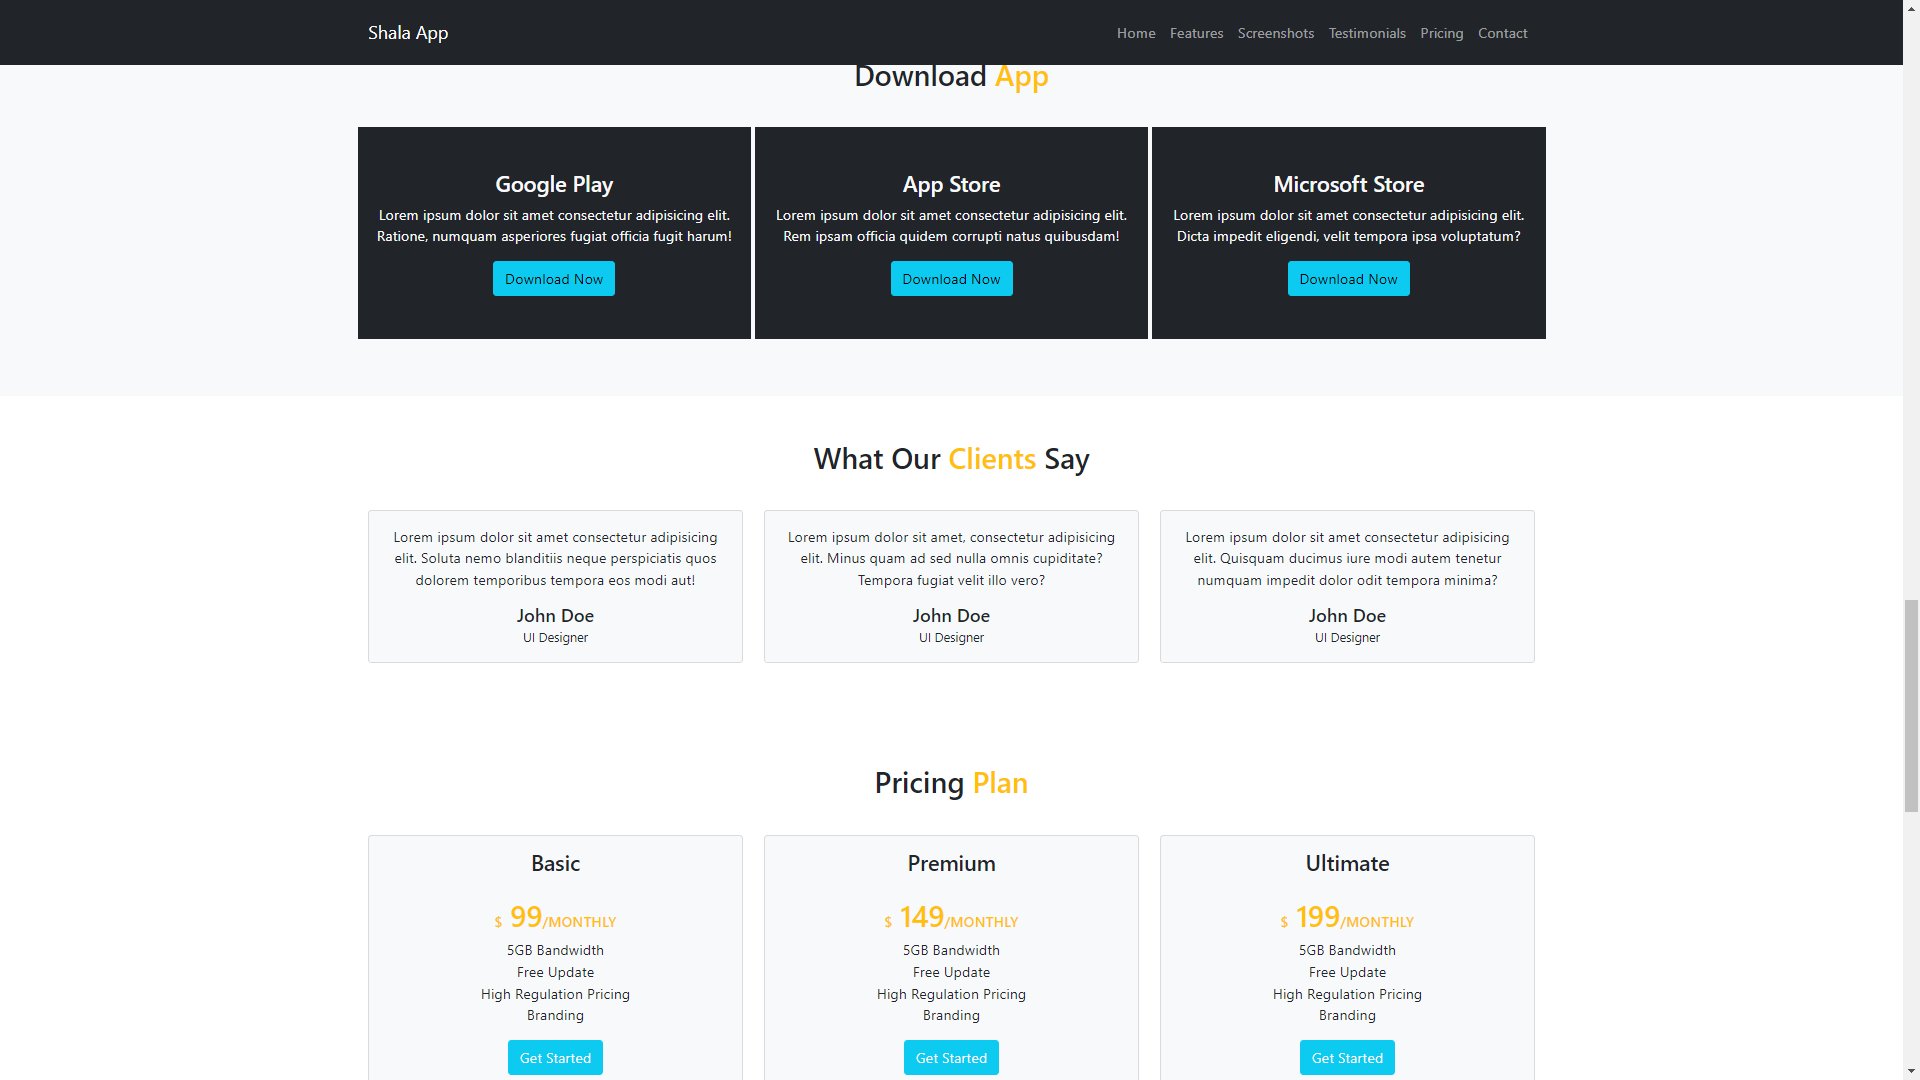 Shala App
Home Features Screenshots Testimonials Pricing Contact
Download App
Google Play
Lorem ipsum dolor sit amet consectetur adipisicing elit.
Ratione, numquam asperiores fugiat officia fugit harum!
Download Now
App Store
Lorem ipsum dolor sit amet consectetur adipisicing elit.
Rem ipsam officia quidem corrupti natus quibusdam!
Download Now
Microsoft Store
Lorem ipsum dolor sit amet consectetur adipisicing elit.
Dicta impedit eligendi, velit tempora ipsa voluptatum?
Download Now
What Our Clients Say
Lorem ipsum dolor sit amet consectetur adipisicing
elit. Soluta nemo blanditiis neque perspiciatis quos
dolorem temporibus tempora eos modi aut!
John Doe
UI Designer
Lorem ipsum dolor sit amet, consectetur adipisicing
elit. Minus quam ad sed nulla omnis cupiditate?
Tempora fugiat velit illo vero?
John Doe
UI Designer
Lorem ipsum dolor sit amet consectetur adipisicing
elit. Quisquam ducimus iure modi autem tenetur
numquam impedit dolor odit tempora minima?
John Doe
UI Designer
Pricing Plan
Basic
$ 99/MONTHLY
5GB Bandwidth
Free Update
High Regulation Pricing
Branding
Get Started
Premium
$ 149/MONTHLY
5GB Bandwidth
Free Update
High Regulation Pricing
Branding
Get Started
Ultimate
$ 199/MONTHLY
5GB Bandwidth
Free Update
High Regulation Pricing
Branding
Get Started